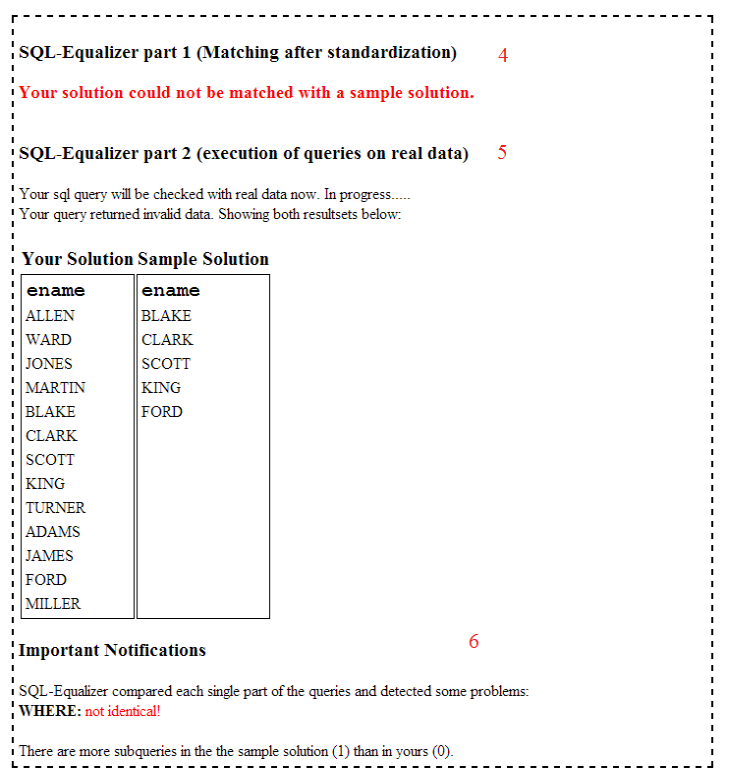 SQL-Equalizer part 1 (Matching after standardization) 4
Your solution could not be matched with a sample solution.
SQL-Equalizer part 2 (execution of queries on real data) 5
Your sql query will be checked with real data now. In progress.....
Your query returned invalid data. Showing both resultsets below:
Your Solution Sample Solution
ename ename
ALLEN BLAKE
WARD CLARK
JONES SCOTT
MARTIN KING
BLAKE FORD
CLARK
SCOTT
KING
TURNER
ADAMS
JAMES
FORD
MILLER
Important Notifications 6
SQL-Equalizer compared each single part of the queries and detected some problems:
WHERE: not identical!
There are more subqueries in the the sample solution (1) than in yours (0).